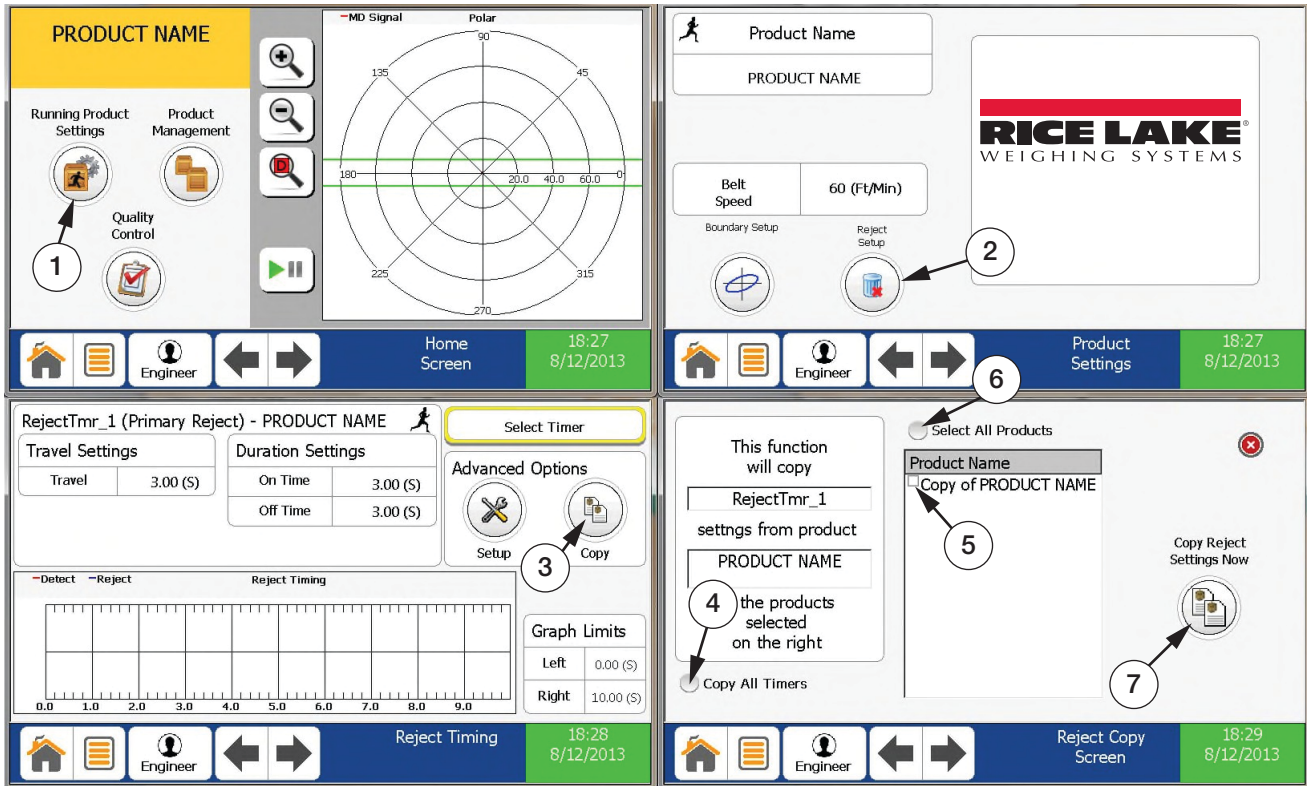 PRODUCT NAME
Running Product
Settings
Product
Management
Quality
Control
1
MD Signal
Polar
90
135
45
180
20.0
40.0
60.0
0
225
315
270
Engineer
Home
Screen
18:27
8/12/2013
Product Name
PRODUCT NAME
Belt
Speed
60 (Ft/Min)
Boundary Setup
Reject
Setup
2
RICE LAKE®
WEIGHING SYSTEMS
Engineer
Product
Settings
18:27
8/12/2013
RejectTmr_1 (Primary Reject) - PRODUCT NAME
Travel Settings
Travel
3.00 (S)
Duration Settings
On Time
3.00 (S)
Off Time
3.00 (S)
Select Timer
Advanced Options
Setup
Copy
3
Detect
Reject
Reject Timing
0.0 1.0 2.0 3.0 4.0 5.0 6.0 7.0 8.0 9.0
Graph Limits
Left
0.00 (S)
Right
10.00 (S)
Engineer
Reject Timing
18:28
8/12/2013
This function
will copy
RejectTmr_1
settngs from product
PRODUCT NAME
4
the products
selected
on the right
Copy All Timers
6
Select All Products
Product Name
Copy of PRODUCT NAME
5
Copy Reject
Settings Now
7
Engineer
Reject Copy
Screen
18:29
8/12/2013